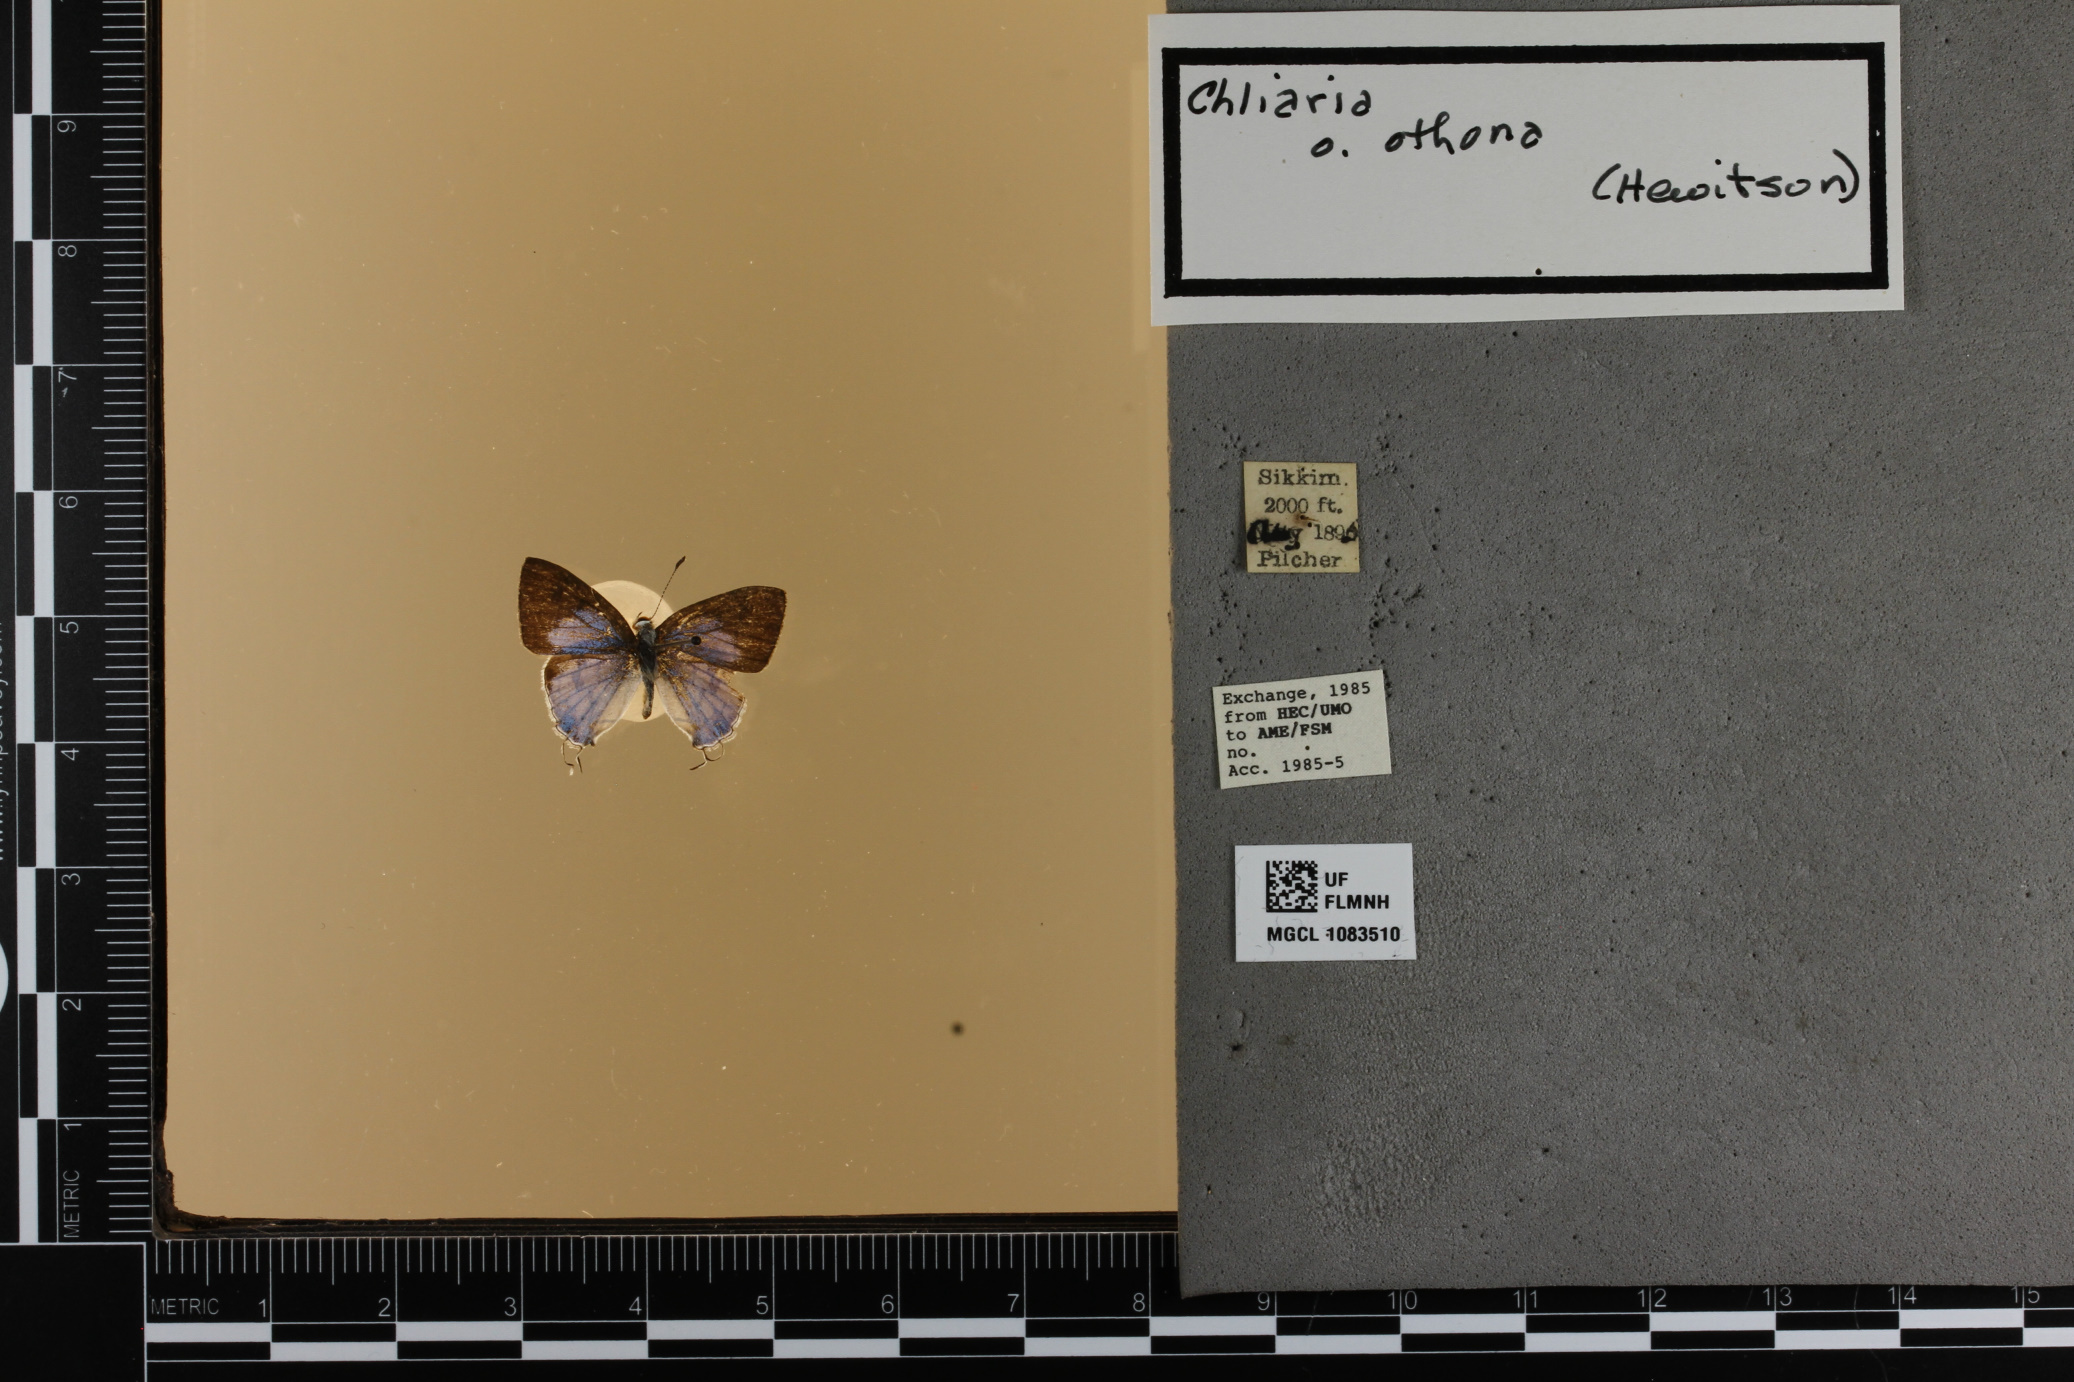 Chliaria
o. othona
(Hewitson)
Sikkim.
2000 ft.
189
Pilcher
Exchange, 1985
from HEC/UMO
to AME/FSM
no.
Acc. 1985-5
UF
FLMNH
MGCL 1083510
9
8
7
6
5
4
3
2
1
METRIC
METRIC 1 2 3 4 5 6 7 8 9 10 11 12 13 14 15